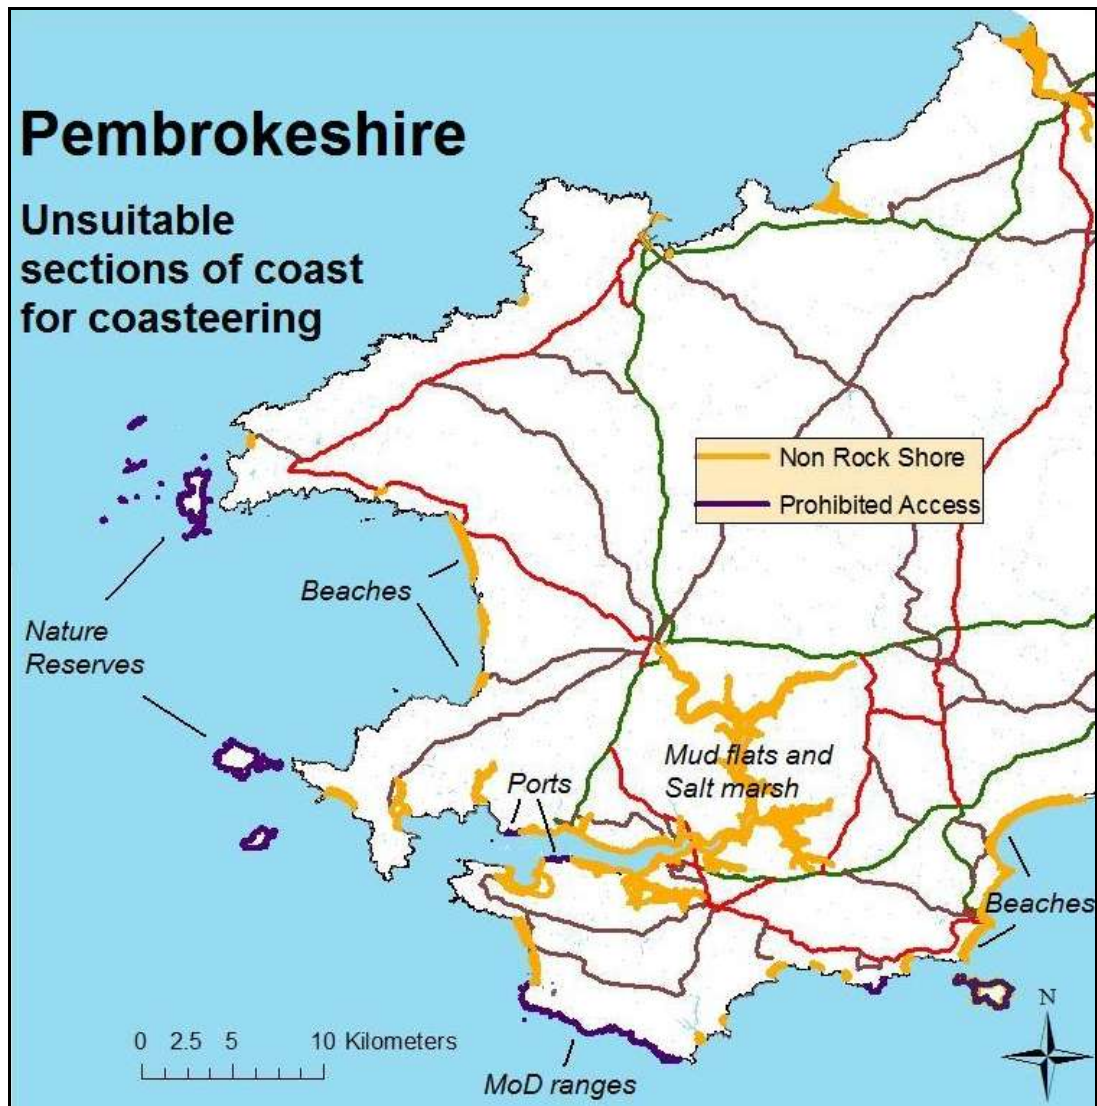 Pembrokeshire
Unsuitable
sections of coast
for coasteering
Non Rock Shore
Prohibited Access
Beaches
Nature
Reserves
Mud flats and
Salt marsh
Ports
Beaches
N
0 2.5 5 10 Kilometers
MoD ranges